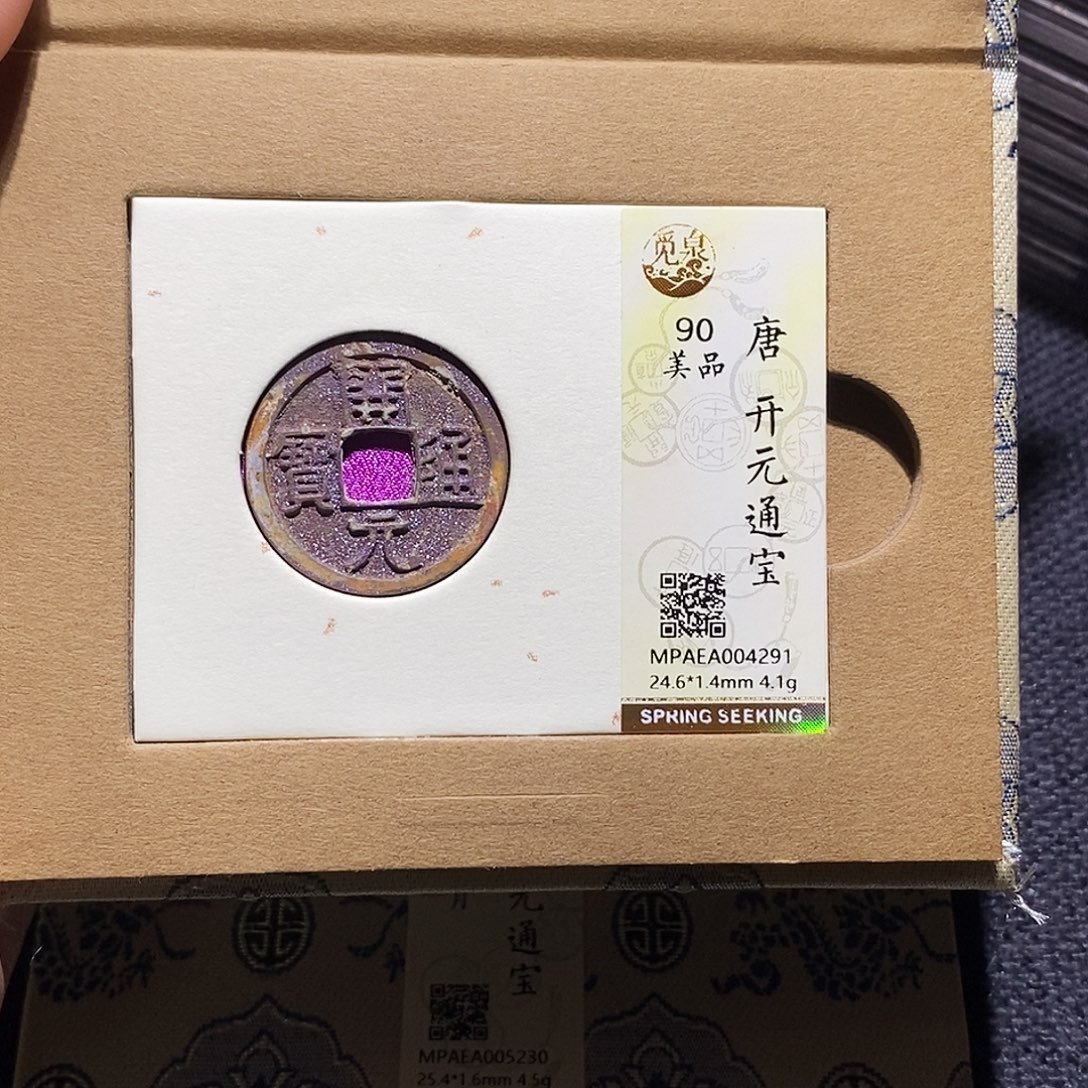 開元通寶
觅泉
90
美品
唐 开元通宝
MPAEA004291
24.6*1.4mm 4.1g
SPRING SEEKING
元通宝
MPAEA005230
25.4*1.6mm 4.5g